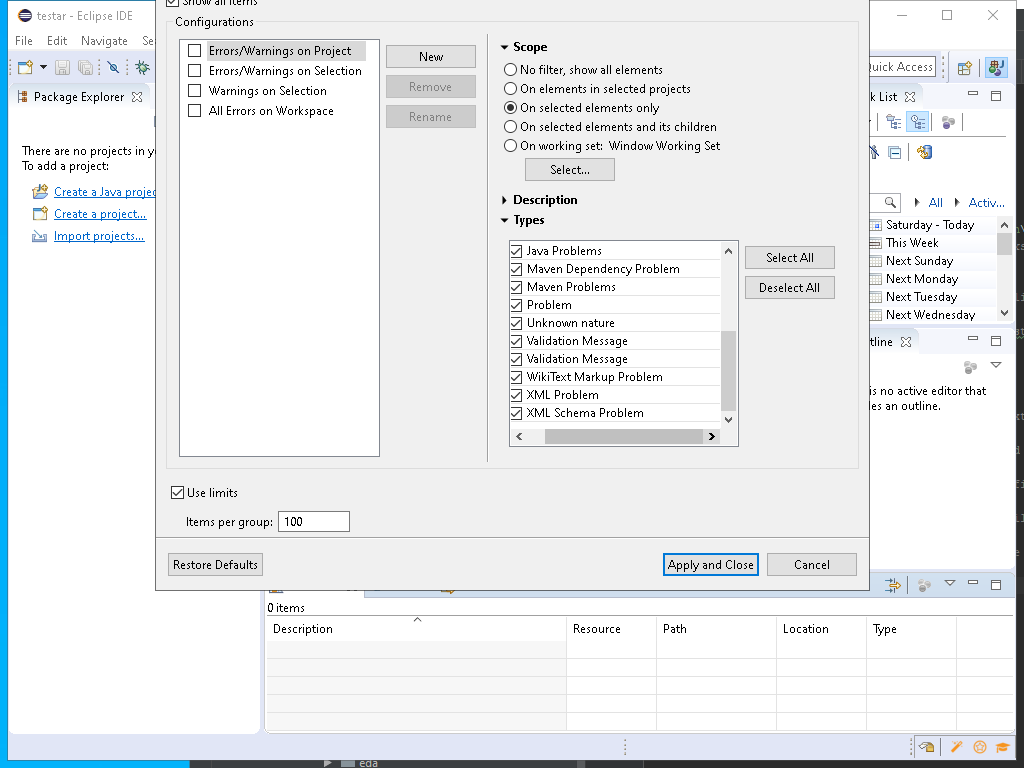 testar - Eclipse IDE
Show all items
Configurations
File Edit Navigate Se
Errors/Warnings on Project
Errors/Warnings on Selection
Warnings on Selection
All Errors on Workspace
New
Remove
Rename
Scope
No filter, show all elements
On elements in selected projects
On selected elements only
On selected elements and its children
On working set: Window Working Set
Select...
Description
Types
Java Problems
Maven Dependency Problem
Maven Problems
Problem
Unknown nature
Validation Message
Validation Message
WikiText Markup Problem
XML Problem
XML Schema Problem
Select All
Deselect All
Use limits
Items per group: 100
Restore Defaults
Apply and Close
Cancel
Package Explorer
There are no projects in y
To add a project:
Create a Java projec
Create a project...
Import projects...
Quick Access
k List
All Activ...
Saturday - Today
This Week
Next Sunday
Next Monday
Next Tuesday
Next Wednesday
tline
is no active editor that
des an outline.
0 items
Description Resource Path Location Type
eda